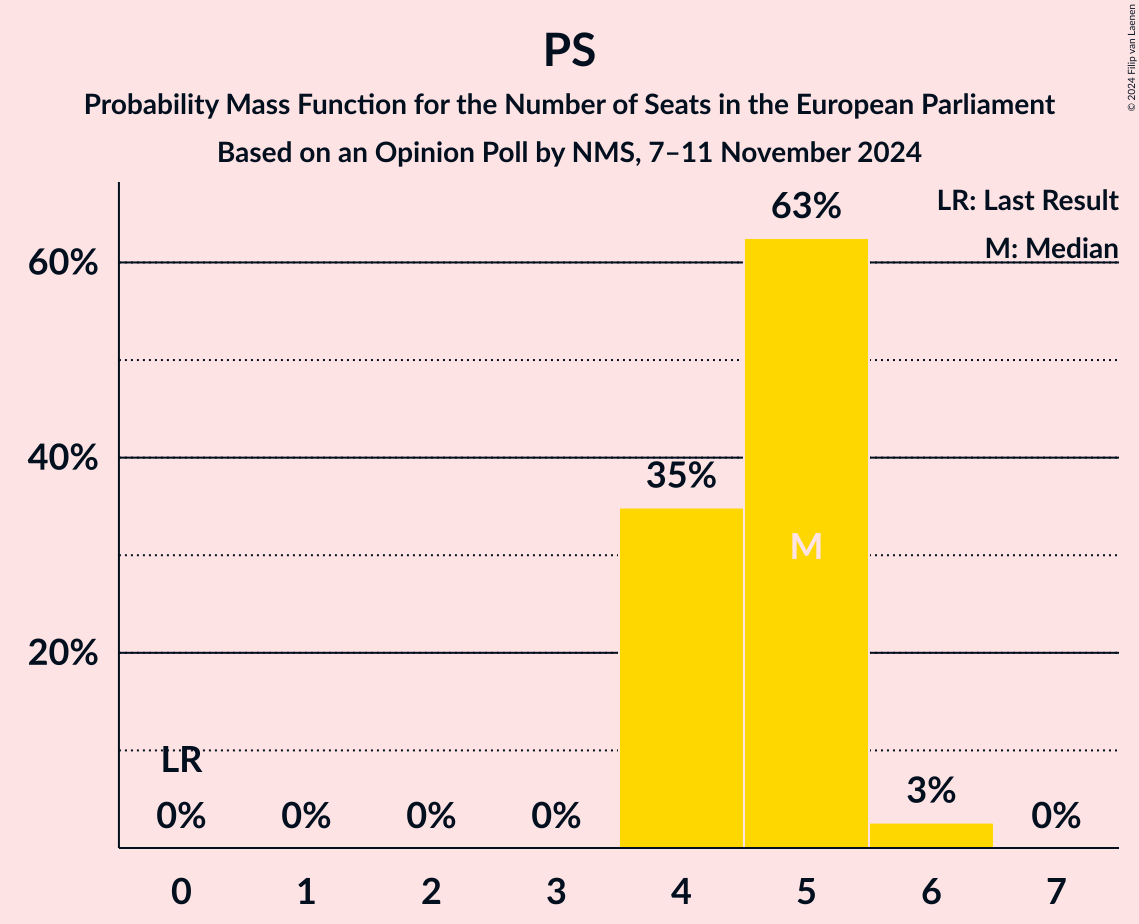 PS
Probability Mass Function for the Number of Seats in the European Parliament
Based on an Opinion Poll by NMS, 7–11 November 2024
© 2024 Filip van Laenen
LR: Last Result
M: Median
63%
60%
40%
35%
M
20%
LR
0% 0% 0% 0% 3% 0%
0 1 2 3 4 5 6 7